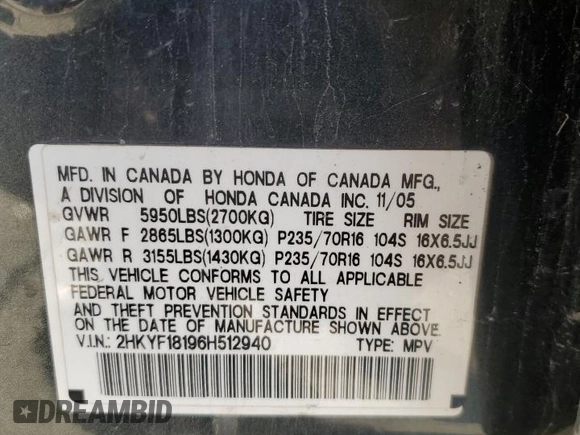 MFD. IN CANADA BY HONDA OF CANADA MFG.,
A DIVISION OF HONDA CANADA INC. 11/05
GVWR 5950LBS(2700KG) TIRE SIZE RIM SIZE
GAWR F 2865LBS(1300KG) P235/70R16 104S 16X6.5JJ
GAWR R 3155LBS(1430KG) P235/70R16 104S 16X6.5JJ
THIS VEHICLE CONFORMS TO ALL APPLICABLE
FEDERAL MOTOR VEHICLE SAFETY
AND THEFT PREVENTION STANDARDS IN EFFECT
ON THE DATE OF MANUFACTURE SHOWN ABOVE.
V.I.N.: 2HKYF18196H512940 TYPE: MPV
DREAMBID